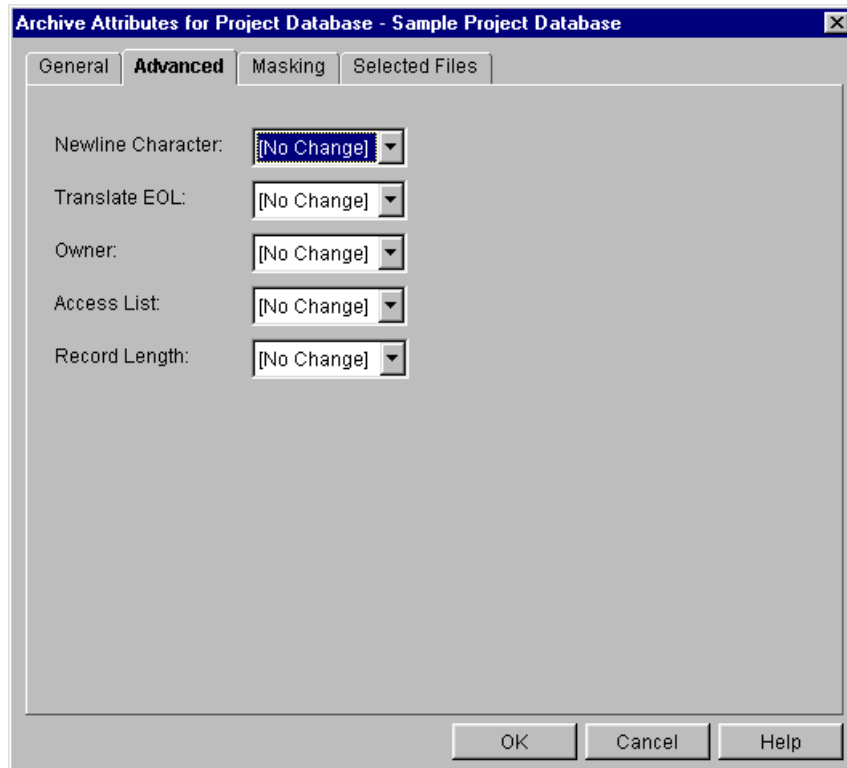 Archive Attributes for Project Database - Sample Project Database
General Advanced Masking Selected Files
Newline Character: [No Change]
Translate EOL: [No Change]
Owner: [No Change]
Access List: [No Change]
Record Length: [No Change]
OK Cancel Help